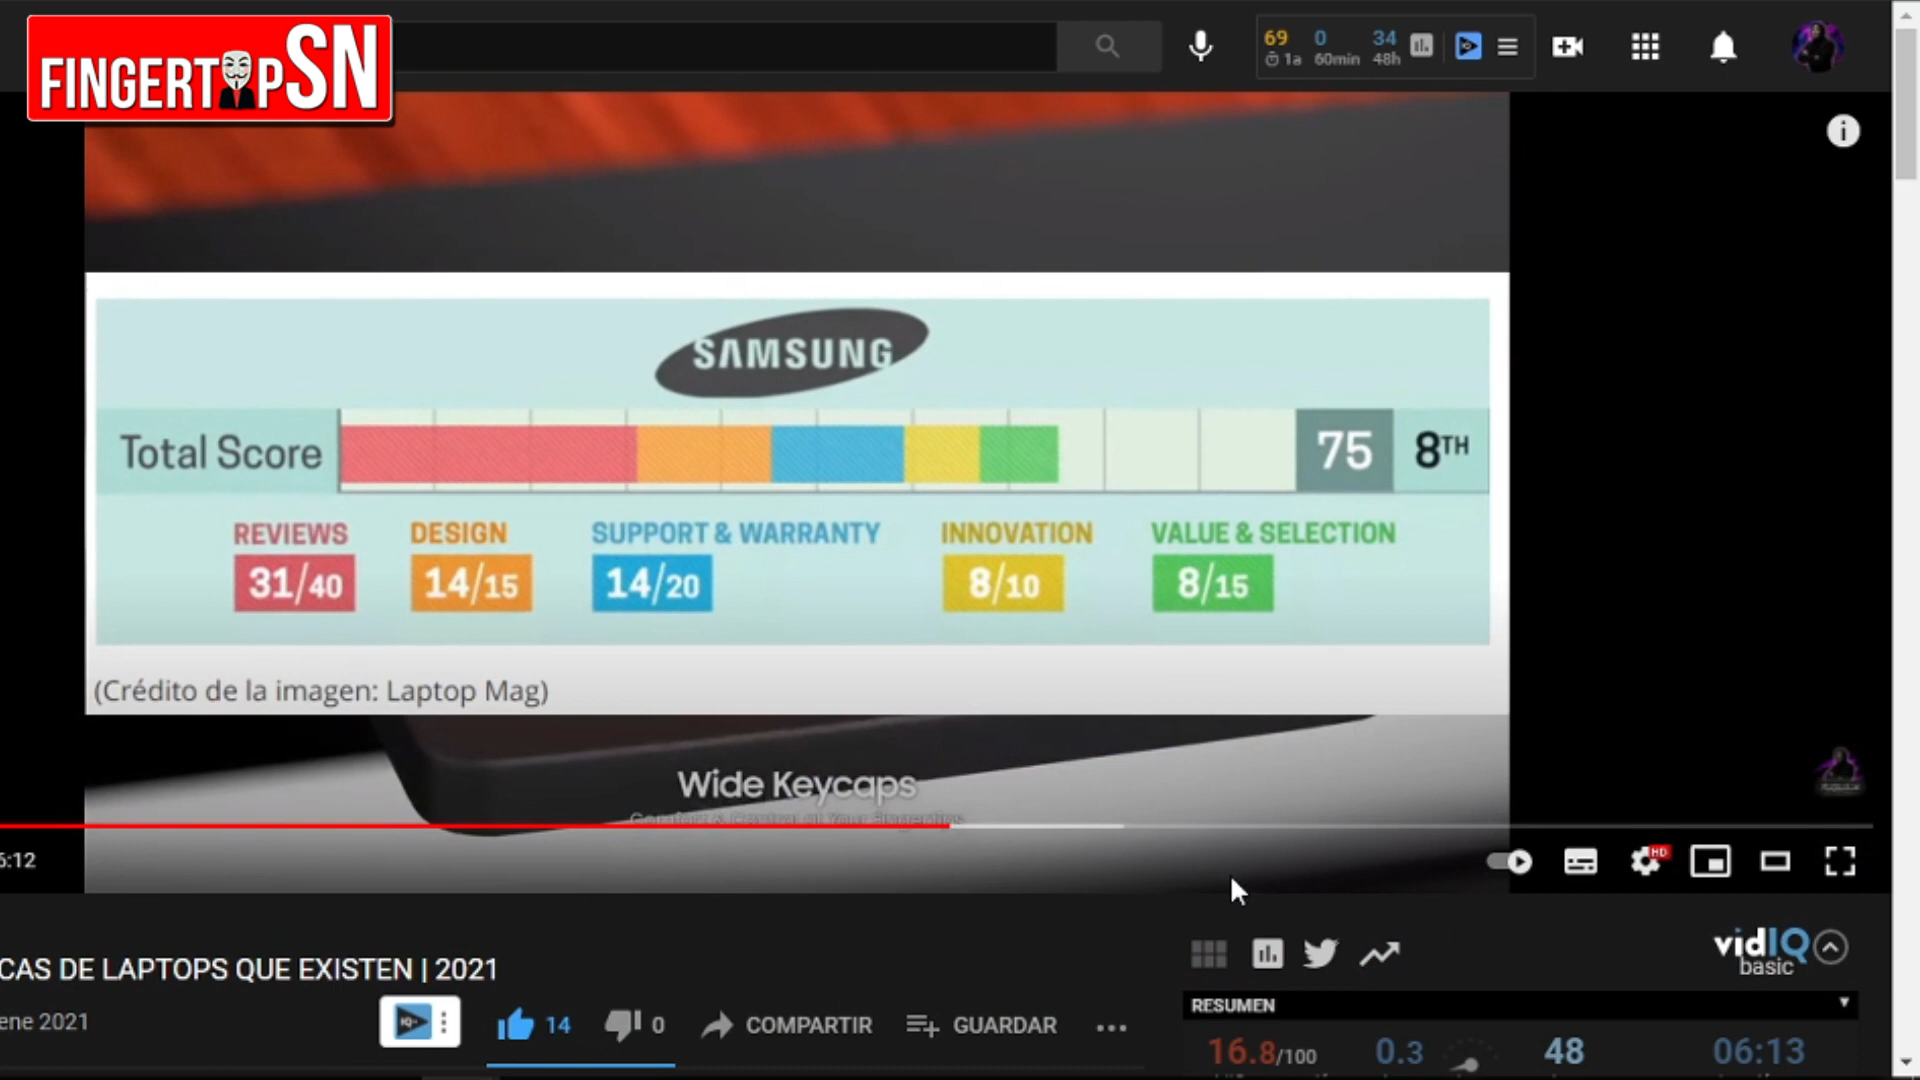 FINGERTOPSN
69 0 34
1a 60min 48h
SAMSUNG
Total Score 75 8TH
REVIEWS DESIGN SUPPORT & WARRANTY INNOVATION VALUE & SELECTION
31/40 14/15 14/20 8/10 8/15
(Crédito de la imagen: Laptop Mag)
Wide Keycaps
6:12
HD
CAS DE LAPTOPS QUE EXISTEN | 2021
vidIQ
basic
ene 2021
14 0 COMPARTIR GUARDAR
RESUMEN
16.8/100 0.3 48 06:13